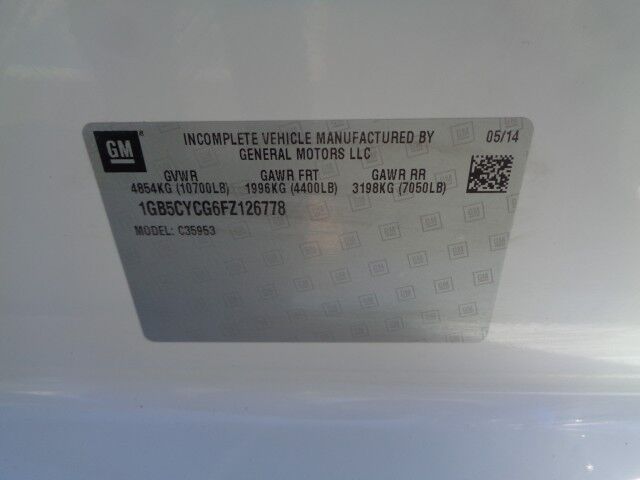 GM
INCOMPLETE VEHICLE MANUFACTURED BY 05/14
GENERAL MOTORS LLC
GVWR GAWR FRT GAWR RR
4854KG (10700LB) 1996KG (4400LB) 3198KG (7050LB)
1GB5CYCG6FZ126778
MODEL: C35953